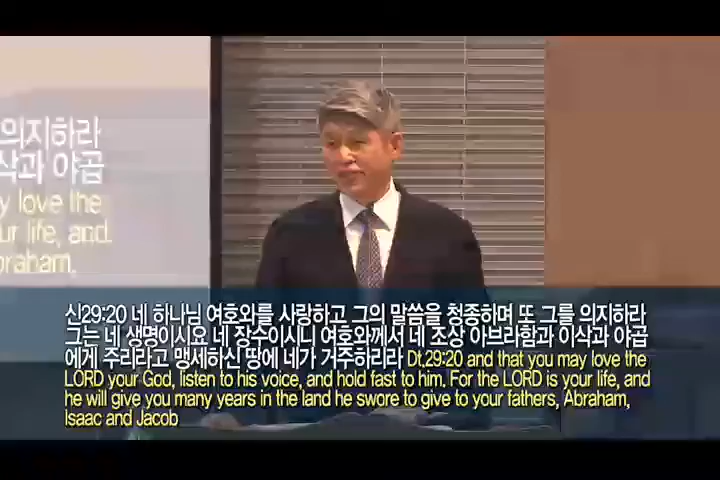 의지하라
삭과 야곱
y love the
ur life, and
braham,
신29:20 네 하나님 여호와를 사랑하고 그의 말씀을 청종하며 또 그를 의지하라
그는 네 생명이시요 네 장수이시니 여호와께서 네 조상 아브라함과 이삭과 야곱
에게 주리라고 맹세하신 땅에 네가 거주하리라 Dt.29:20 and that you may love the
LORD your God, listen to his voice, and hold fast to him. For the LORD is your life, and
he will give you many years in the land he swore to give to your fathers, Abraham,
Isaac and Jacob